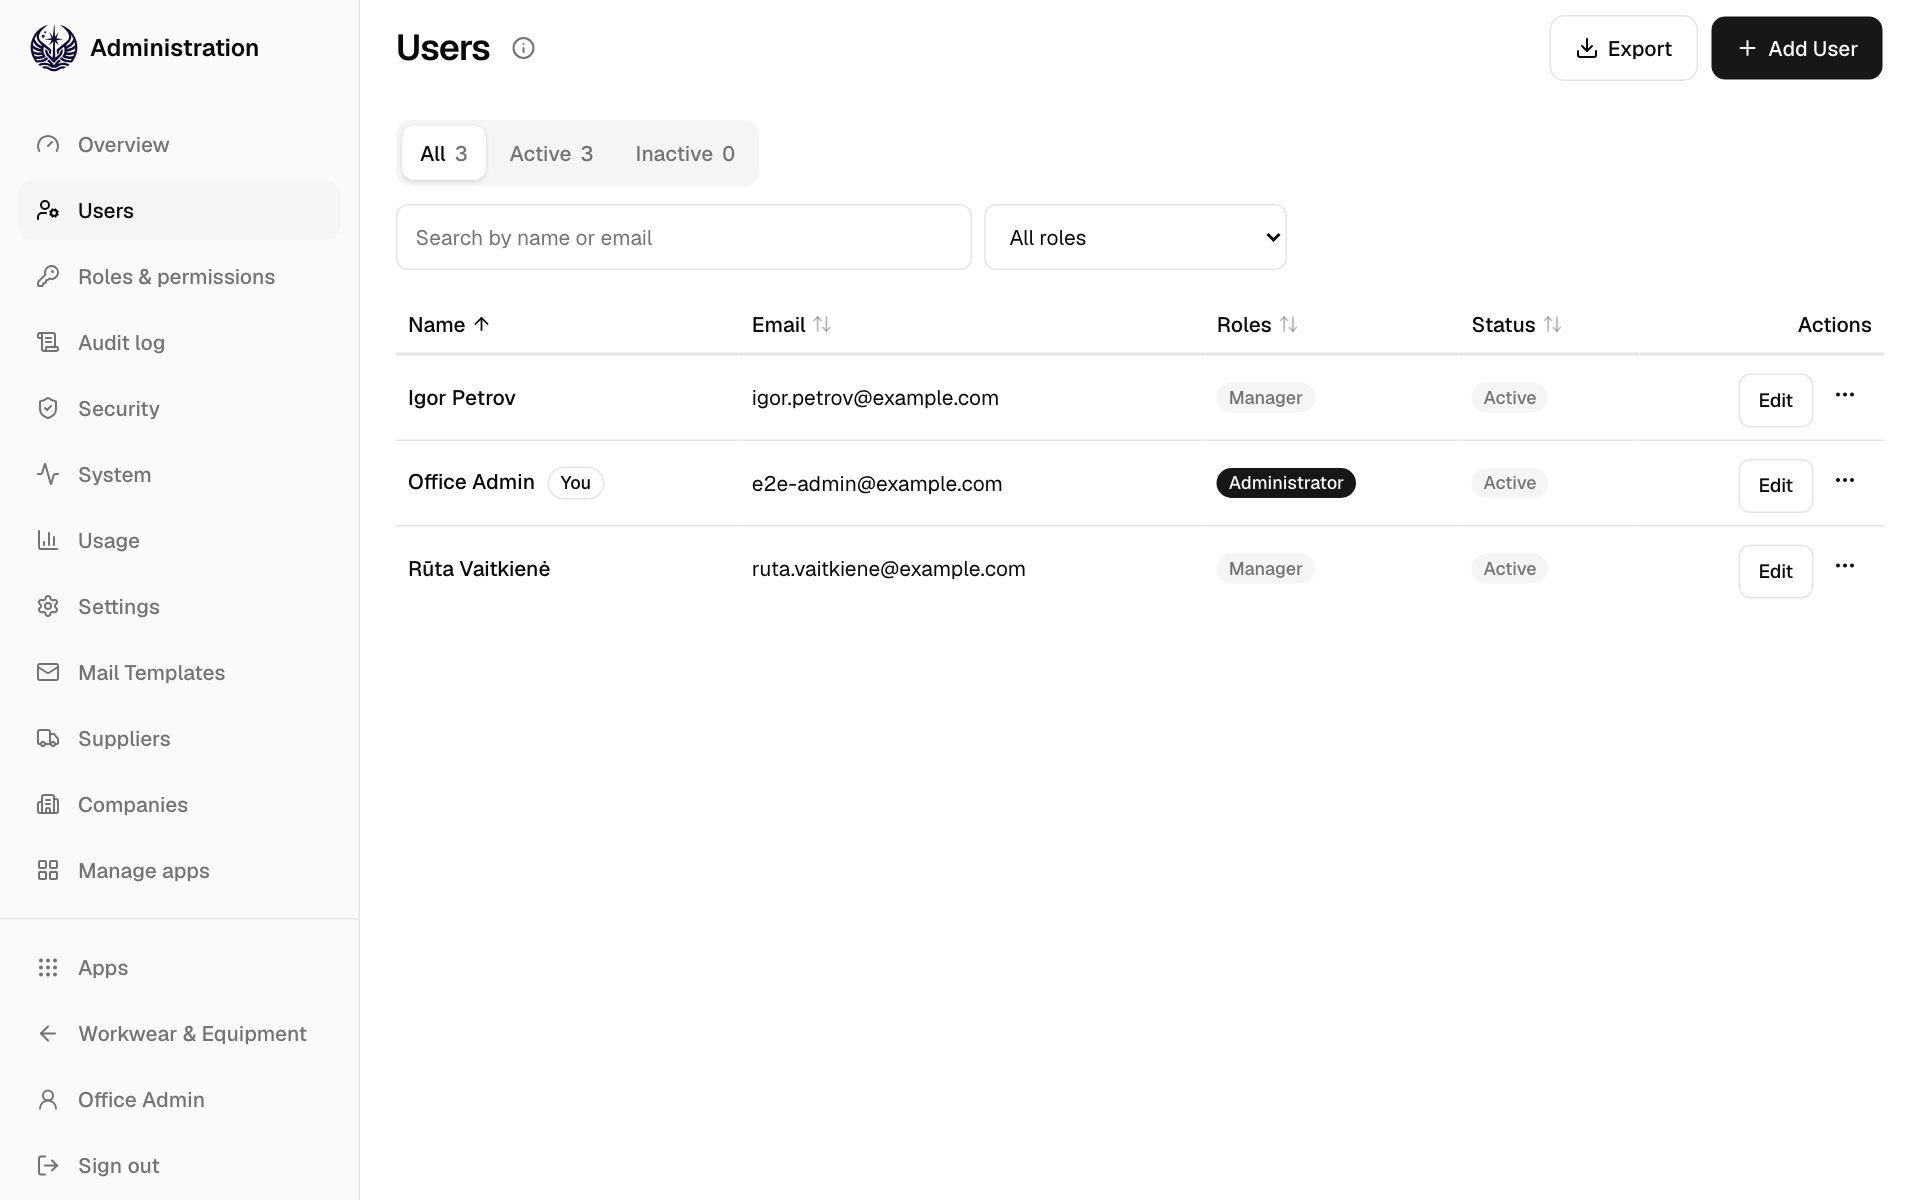 Administration
Overview
Users
Roles & permissions
Audit log
Security
System
Usage
Settings
Mail Templates
Suppliers
Companies
Manage apps
Apps
Workwear & Equipment
Office Admin
Sign out
Users
Export
Add User
All 3 Active 3 Inactive 0
Search by name or email
All roles
Name Email Roles Status Actions
Igor Petrov igor.petrov@example.com Manager Active Edit
Office Admin You e2e-admin@example.com Administrator Active Edit
Rūta Vaitkienė ruta.vaitkiene@example.com Manager Active Edit